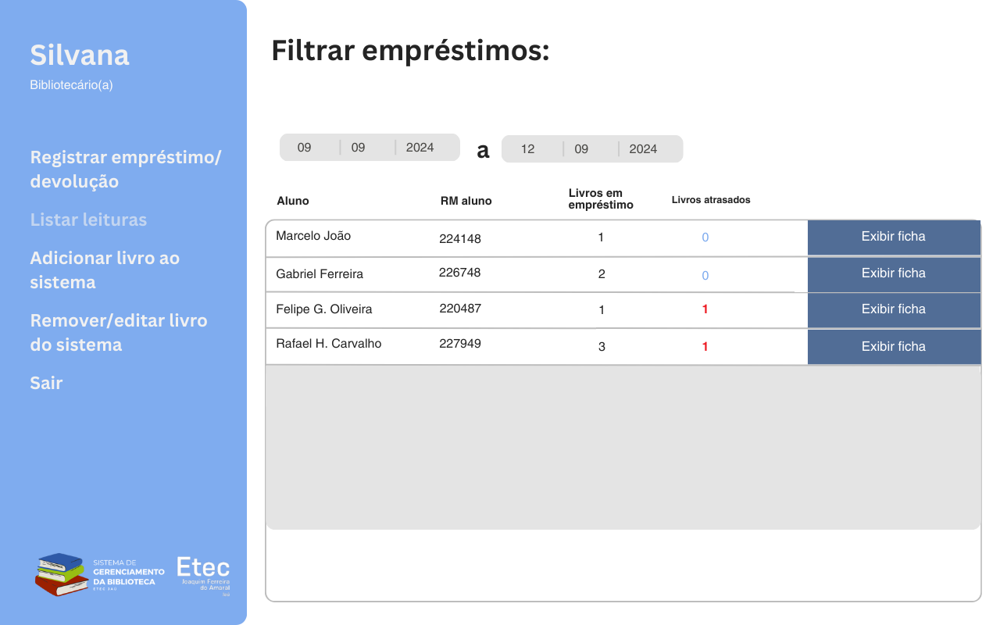 Silvana
Bibliotecário(a)
Registrar empréstimo/
devolução
Listar leituras
Adicionar livro ao
sistema
Remover/editar livro
do sistema
Sair
SISTEMA DE
GERENCIAMENTO
DA BIBLIOTECA
ETEC JAÚ
Etec
Joaquim Ferreira
do Amaral
Jaú
Filtrar empréstimos:
09 09 2024 a 12 09 2024
Aluno RM aluno Livros em empréstimo Livros atrasados
Marcelo João 224148 1 0 Exibir ficha
Gabriel Ferreira 226748 2 0 Exibir ficha
Felipe G. Oliveira 220487 1 1 Exibir ficha
Rafael H. Carvalho 227949 3 1 Exibir ficha